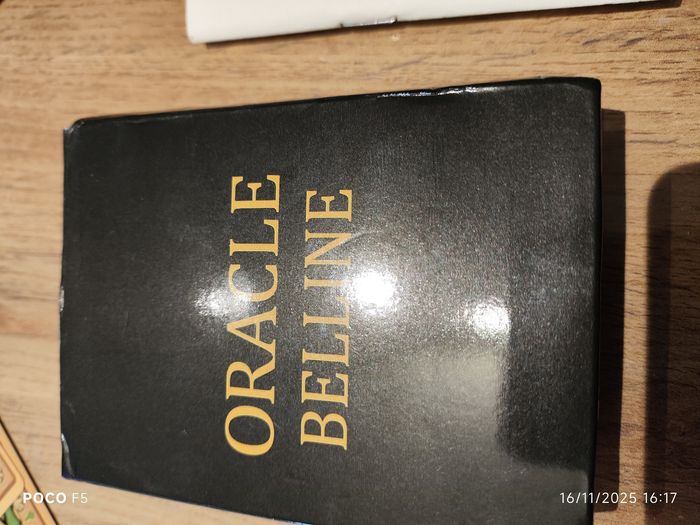 ORACLE
BELLINE
POCO F5
16/11/2025 16:17